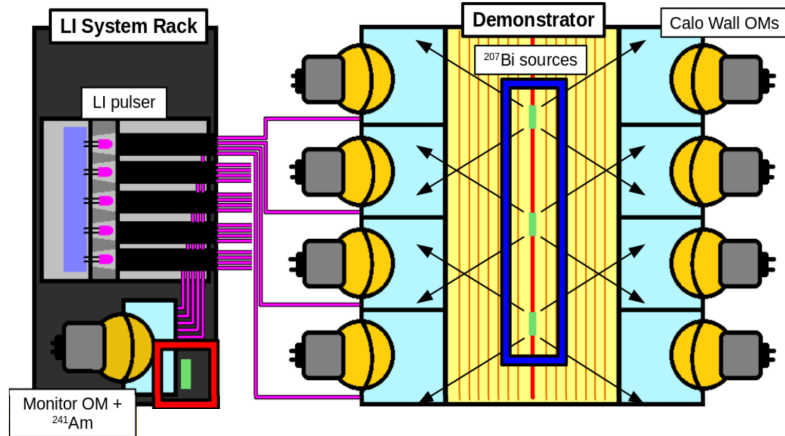 LI System Rack
Demonstrator
Calo Wall OMs
²⁰⁷Bi sources
LI pulser
Monitor OM +
²⁴¹Am